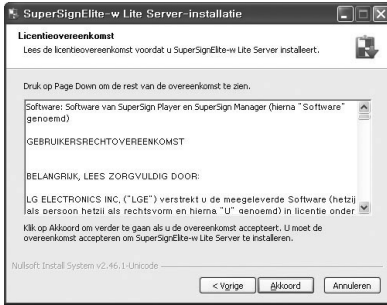 SuperSignElite-w Lite Server-installatie
Licentieovereenkomst
Lees de licentieovereenkomst voordat u SuperSignElite-w Lite Server installeert.
Druk op Page Down om de rest van de overeenkomst te zien.
Software: Software van SuperSign Player en SuperSign Manager (hierna "Software"
genoemd)
GEBRUIKERSRECHTOVEREENKOMST
BELANGRIJK, LEES ZORGVULDIG DOOR:
LG ELECTRONICS INC, ("LGE") verstrekt u de meegeleverde Software (hetzij
als persoon hetzij als rechtsvorm en hierna "U" genoemd) in licentie onder
Klik op Akkoord om verder te gaan als u de overeenkomst accepteert. U moet de
overeenkomst accepteren om SuperSignElite-w Lite Server te installeren.
Nullsoft Install System v2.46.1-Unicode
< Vorige Akkoord Annuleren